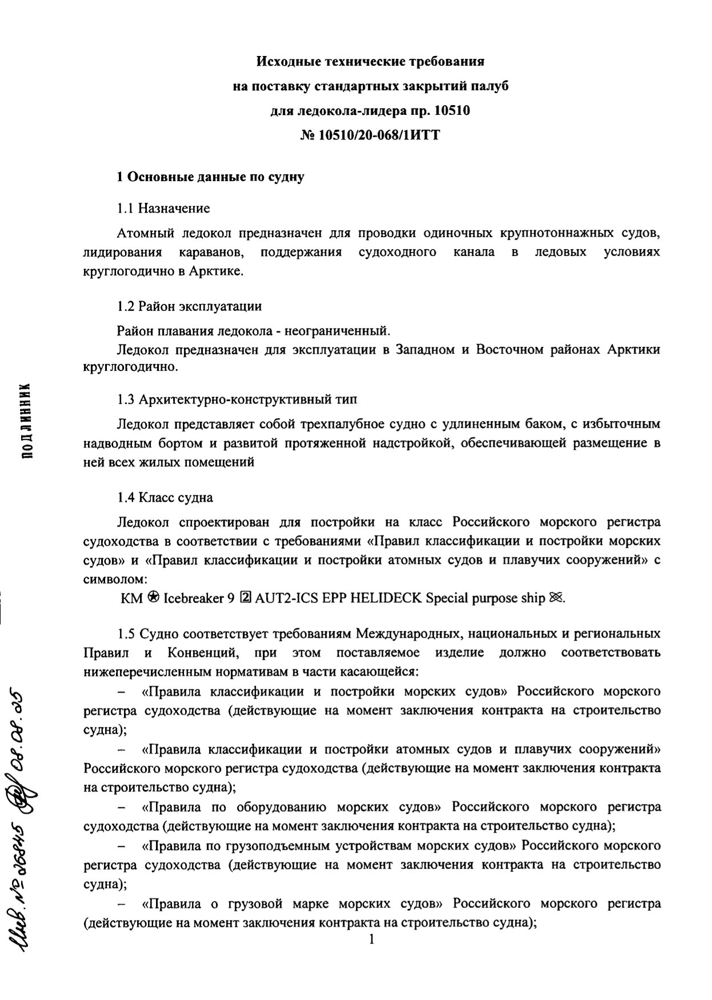 Исходные технические требования
на поставку стандартных закрытий палуб
для ледокола-лидера пр. 10510
№ 10510/20-068/1ИТТ
1 Основные данные по судну
1.1 Назначение
Атомный ледокол предназначен для проводки одиночных крупнотоннажных судов,
лидирования караванов, поддержания судоходного канала в ледовых условиях
круглогодично в Арктике.
1.2 Район эксплуатации
Район плавания ледокола - неограниченный.
Ледокол предназначен для эксплуатации в Западном и Восточном районах Арктики
круглогодично.
1.3 Архитектурно-конструктивный тип
Ледокол представляет собой трехпалубное судно с удлиненным баком, с избыточным
надводным бортом и развитой протяженной надстройкой, обеспечивающей размещение в
ней всех жилых помещений
1.4 Класс судна
Ледокол спроектирован для постройки на класс Российского морского регистра
судоходства в соответствии с требованиями «Правил классификации и постройки морских
судов» и «Правил классификации и постройки атомных судов и плавучих сооружений» с
символом:
КМ ✪ Icebreaker 9 2 AUT2-ICS EPP HELIDECK Special purpose ship .
1.5 Судно соответствует требованиям Международных, национальных и региональных
Правил и Конвенций, при этом поставляемое изделие должно соответствовать
нижеперечисленным нормативам в части касающейся:
– «Правила классификации и постройки морских судов» Российского морского
регистра судоходства (действующие на момент заключения контракта на строительство
судна);
– «Правила классификации и постройки атомных судов и плавучих сооружений»
Российского морского регистра судоходства (действующие на момент заключения контракта
на строительство судна);
– «Правила по оборудованию морских судов» Российского морского регистра
судоходства (действующие на момент заключения контракта на строительство судна);
– «Правила по грузоподъемным устройствам морских судов» Российского морского
регистра судоходства (действующие на момент заключения контракта на строительство
судна);
– «Правила о грузовой марке морских судов» Российского морского регистра
(действующие на момент заключения контракта на строительство судна);
1
ПОДЛИННИК
Инв. № 26845 08.08.25